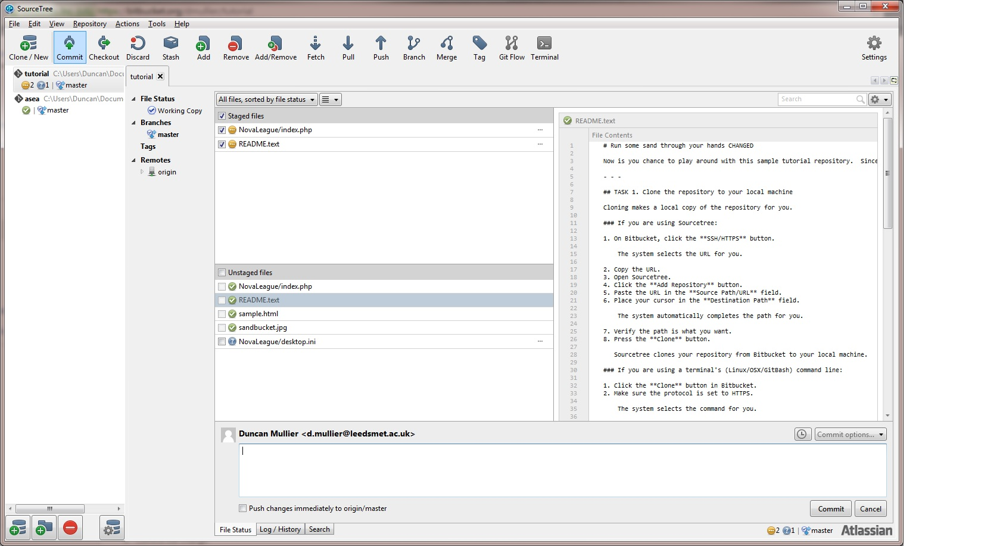 SourceTree
File Edit View Repository Actions Tools Help
Clone / New Commit Checkout Discard Stash Add Remove Add/Remove Fetch Pull Push Branch Merge Tag Git Flow Terminal Settings
tutorial C:\Users\Duncan\Docu
2 1 | master
asea C:\Users\Duncan\Docum
| master
tutorial
File Status
Working Copy
Branches
master
Tags
Remotes
origin
All files, sorted by file status
Search
Staged files
NovaLeague/index.php ...
README.text ...
Unstaged files
NovaLeague/index.php
README.text
sample.html
sandbucket.jpg
NovaLeague/desktop.ini ...
README.text
File Contents
1 # Run some sand through your hands CHANGED
2
3 Now is you chance to play around with this sample tutorial repository.  Since
4
5 - - -
6
7 ## TASK 1. Clone the repository to your local machine
8
9 Cloning makes a local copy of the repository for you.
10
11 ### If you are using Sourcetree:
12
13 1. On Bitbucket, click the **SSH/HTTPS** button.
14
15 The system selects the URL for you.
16
17 2. Copy the URL.
18 3. Open Sourcetree.
19 4. Click the **Add Repository** button.
20 5. Paste the URL in the **Source Path/URL** field.
21 6. Place your cursor in the **Destination Path** field.
22
23 The system automatically completes the path for you.
24
25 7. Verify the path is what you want.
26 8. Press the **Clone** button.
27
28 Sourcetree clones your repository from Bitbucket to your local machine.
29
30 ### If you are using a terminal's (Linux/OSX/GitBash) command line:
31
32 1. Click the **Clone** button in Bitbucket.
33 2. Make sure the protocol is set to HTTPS.
34
35 The system selects the command for you.
36
Duncan Mullier <d.mullier@leedsmet.ac.uk>
Commit options...
Push changes immediately to origin/master
Commit Cancel
File Status Log / History Search
2 1 | master Atlassian